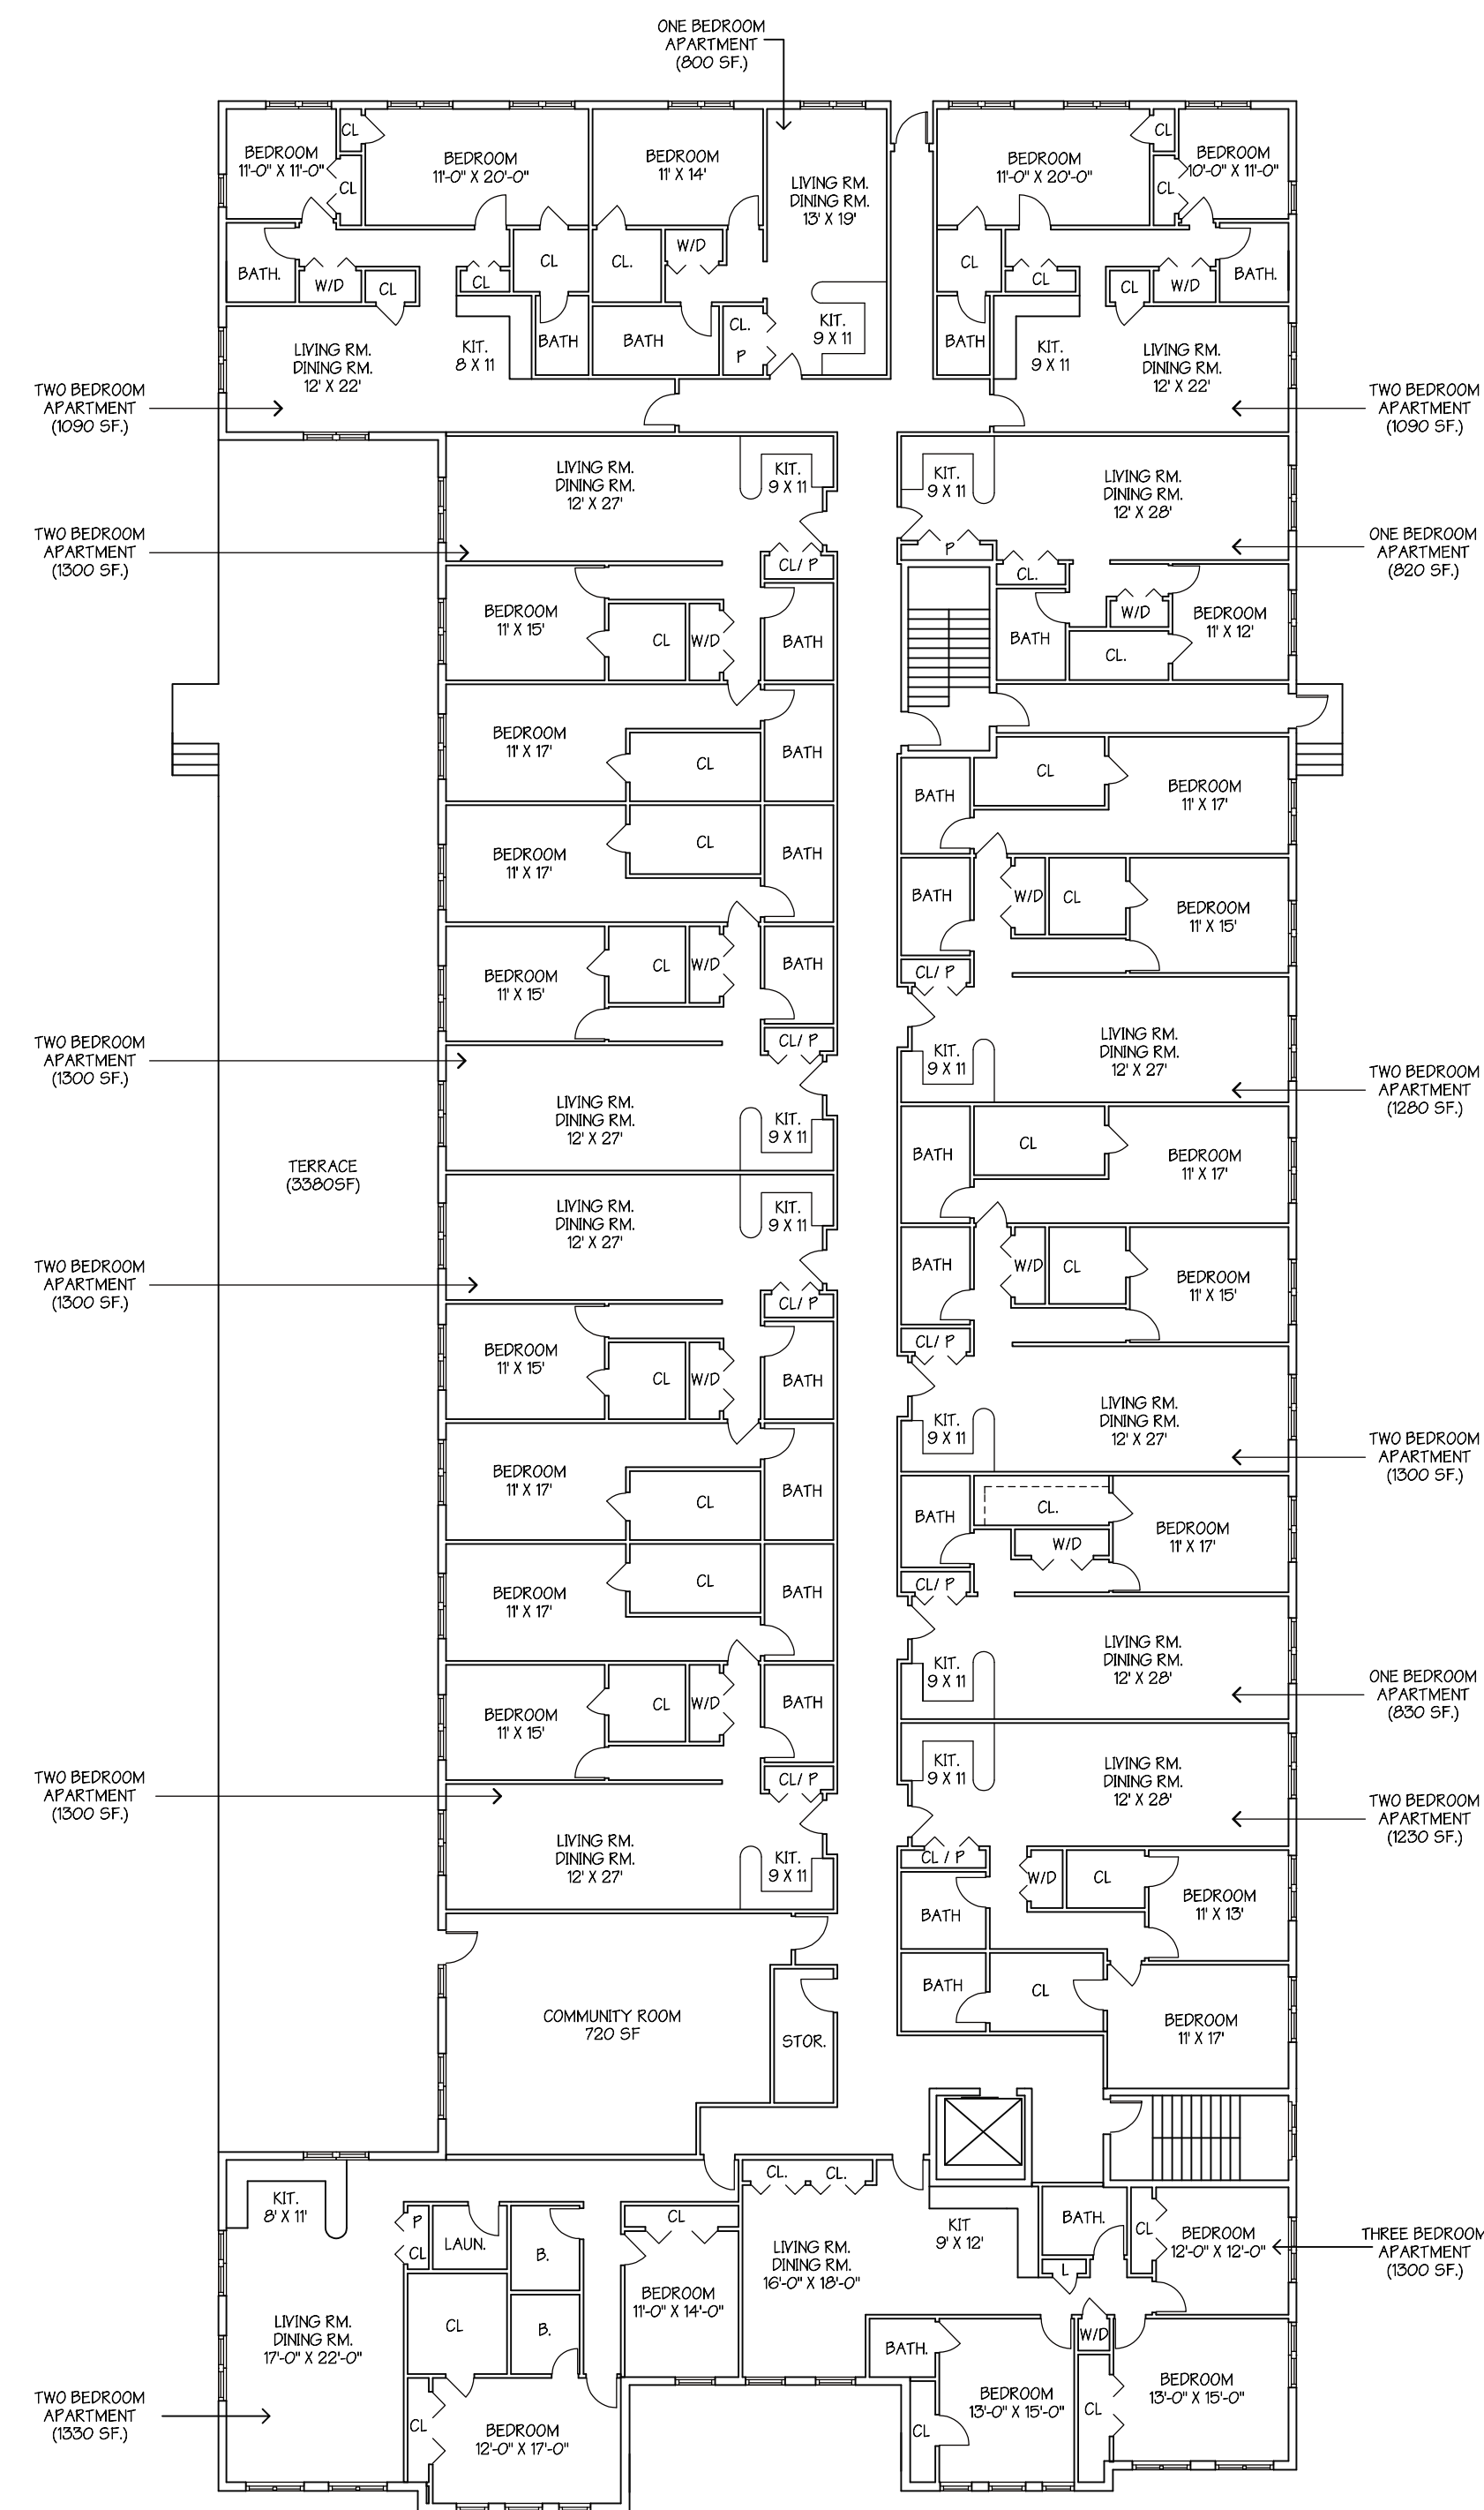 ONE BEDROOM
APARTMENT
(800 SF.)
CL
BEDROOM
11'-0" X 11'-0"
CL
BEDROOM
11'-0" X 20'-0"
BEDROOM
11' X 14'
LIVING RM.
DINING RM.
13' X 19'
BEDROOM
11'-0" X 20'-0"
CL
BEDROOM
10'-0" X 11'-0"
CL
BATH.
W/D
CL
CL
CL
CL.
W/D
CL
CL
CL
W/D
BATH.
LIVING RM.
DINING RM.
12' X 22'
KIT.
8 X 11
BATH
BATH
CL.
P
KIT.
9 X 11
BATH
KIT.
9 X 11
LIVING RM.
DINING RM.
12' X 22'
TWO BEDROOM
APARTMENT
(1090 SF.)
TWO BEDROOM
APARTMENT
(1090 SF.)
LIVING RM.
DINING RM.
12' X 27'
KIT.
9 X 11
KIT.
9 X 11
LIVING RM.
DINING RM.
12' X 28'
TWO BEDROOM
APARTMENT
(1300 SF.)
CL/ P
P
CL.
ONE BEDROOM
APARTMENT
(820 SF.)
BEDROOM
11' X 15'
CL
W/D
BATH
BATH
W/D
CL.
BEDROOM
11' X 12'
BEDROOM
11' X 17'
CL
BATH
BATH
CL
BEDROOM
11' X 17'
BEDROOM
11' X 17'
CL
BATH
BATH
W/D
CL
BEDROOM
11' X 15'
BEDROOM
11' X 15'
CL
W/D
BATH
CL/ P
TWO BEDROOM
APARTMENT
(1300 SF.)
CL/ P
LIVING RM.
DINING RM.
12' X 27'
KIT.
9 X 11
KIT.
9 X 11
LIVING RM.
DINING RM.
12' X 27'
TWO BEDROOM
APARTMENT
(1280 SF.)
TERRACE
(3380SF)
BATH
CL
BEDROOM
11' X 17'
LIVING RM.
DINING RM.
12' X 27'
KIT.
9 X 11
TWO BEDROOM
APARTMENT
(1300 SF.)
CL/ P
BATH
W/D
CL
BEDROOM
11' X 15'
BEDROOM
11' X 15'
CL
W/D
BATH
CL/ P
KIT.
9 X 11
LIVING RM.
DINING RM.
12' X 27'
TWO BEDROOM
APARTMENT
(1300 SF.)
BEDROOM
11' X 17'
CL
BATH
BATH
CL.
W/D
BEDROOM
11' X 17'
BEDROOM
11' X 17'
CL
BATH
CL/ P
BEDROOM
11' X 15'
CL
W/D
BATH
KIT.
9 X 11
LIVING RM.
DINING RM.
12' X 28'
ONE BEDROOM
APARTMENT
(830 SF.)
TWO BEDROOM
APARTMENT
(1300 SF.)
CL/ P
KIT.
9 X 11
LIVING RM.
DINING RM.
12' X 28'
TWO BEDROOM
APARTMENT
(1230 SF.)
LIVING RM.
DINING RM.
12' X 27'
KIT.
9 X 11
CL / P
W/D
CL
BEDROOM
11' X 13'
BATH
BATH
CL
BEDROOM
11' X 17'
COMMUNITY ROOM
720 SF
STOR.
KIT.
8' X 11'
P
CL
LAUN.
B.
CL
CL.
CL.
KIT
9' X 12'
BATH.
CL
BEDROOM
12'-0" X 12'-0"
THREE BEDROOM
APARTMENT
(1300 SF.)
LIVING RM.
DINING RM.
16'-0" X 18'-0"
L
BEDROOM
11'-0" X 14'-0"
LIVING RM.
DINING RM.
17'-0" X 22'-0"
CL
B.
BATH.
W/D
TWO BEDROOM
APARTMENT
(1330 SF.)
CL
BEDROOM
12'-0" X 17'-0"
CL
BEDROOM
13'-0" X 15'-0"
CL
BEDROOM
13'-0" X 15'-0"